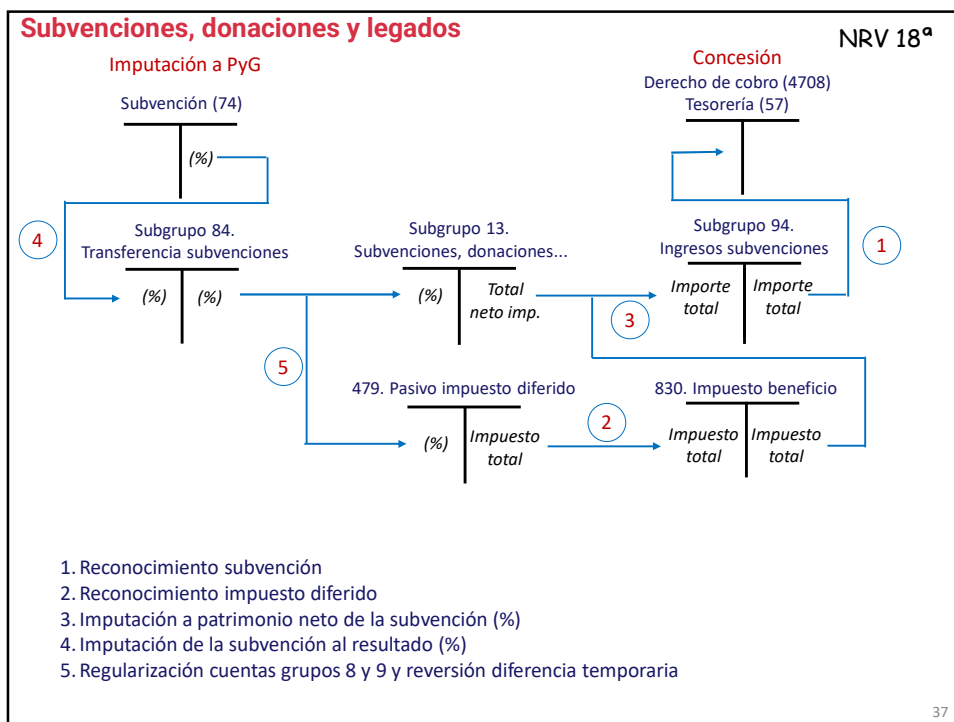 Subvenciones, donaciones y legados
NRV 18ª
Imputación a PyG
Concesión
Derecho de cobro (4708)
Tesorería (57)
Subvención (74)
(%)
4
Subgrupo 84.
Transferencia subvenciones
(%) (%)
Subgrupo 13.
Subvenciones, donaciones...
(%) Total
neto imp.
Subgrupo 94.
Ingresos subvenciones
Importe
total
Importe
total
1
3
5
479. Pasivo impuesto diferido
(%) Impuesto
total
2
830. Impuesto beneficio
Impuesto
total
Impuesto
total
1. Reconocimiento subvención
2. Reconocimiento impuesto diferido
3. Imputación a patrimonio neto de la subvención (%)
4. Imputación de la subvención al resultado (%)
5. Regularización cuentas grupos 8 y 9 y reversión diferencia temporaria
37